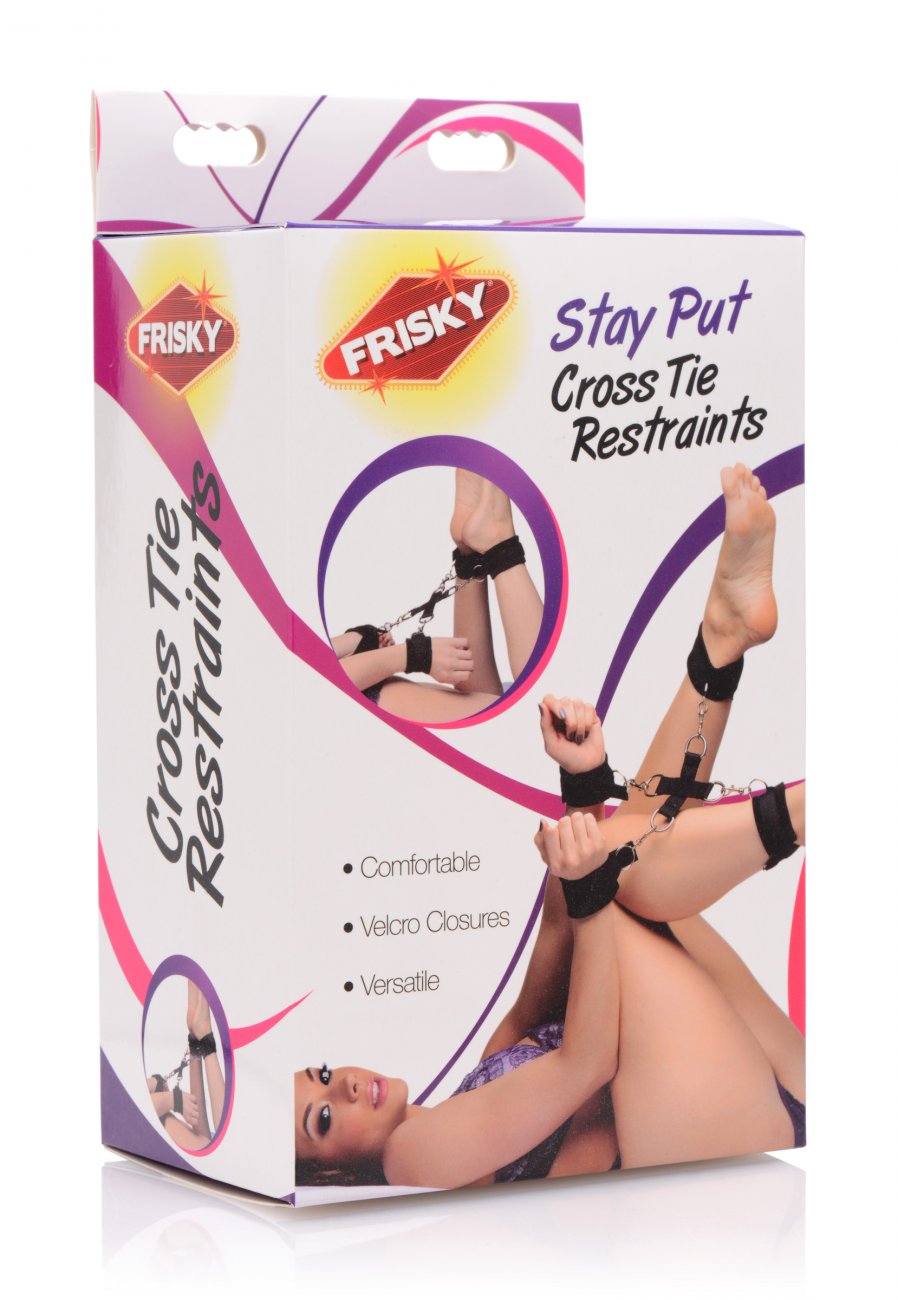 FRISKY®
Cross Tie
Restraints
FRISKY®
Stay Put
Cross Tie
Restraints
• Comfortable
• Velcro Closures
• Versatile